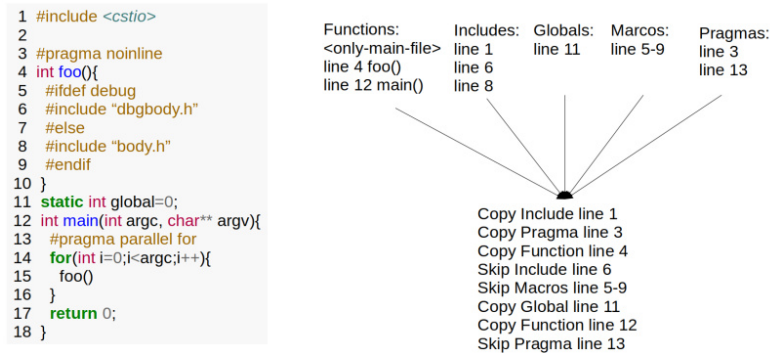 1 #include <cstio>
2
3 #pragma noinline
4 int foo(){
5 #ifdef debug
6 #include “dbgbody.h”
7 #else
8 #include “body.h”
9 #endif
10 }
11 static int global=0;
12 int main(int argc, char** argv){
13 #pragma parallel for
14 for(int i=0;i<argc;i++){
15 foo()
16 }
17 return 0;
18 }
Functions:
<only-main-file>
line 4 foo()
line 12 main()
Includes:
line 1
line 6
line 8
Globals:
line 11
Marcos:
line 5-9
Pragmas:
line 3
line 13
Copy Include line 1
Copy Pragma line 3
Copy Function line 4
Skip Include line 6
Skip Macros line 5-9
Copy Global line 11
Copy Function line 12
Skip Pragma line 13